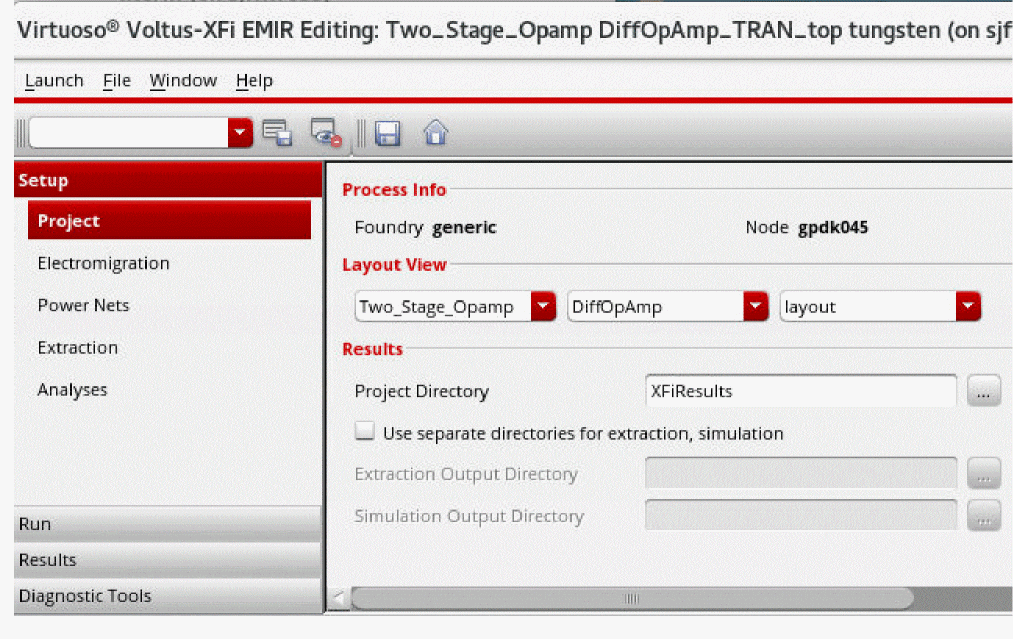 Virtuoso® Voltus-XFi EMIR Editing: Two_Stage_Opamp DiffOpAmp_TRAN_top tungsten (on sjf
Launch File Window Help
Setup
Project
Electromigration
Power Nets
Extraction
Analyses
Run
Results
Diagnostic Tools
Process Info
Foundry generic Node gpdk045
Layout View
Two_Stage_Opamp DiffOpAmp layout
Results
Project Directory XFiResults ...
Use separate directories for extraction, simulation
Extraction Output Directory ...
Simulation Output Directory ...